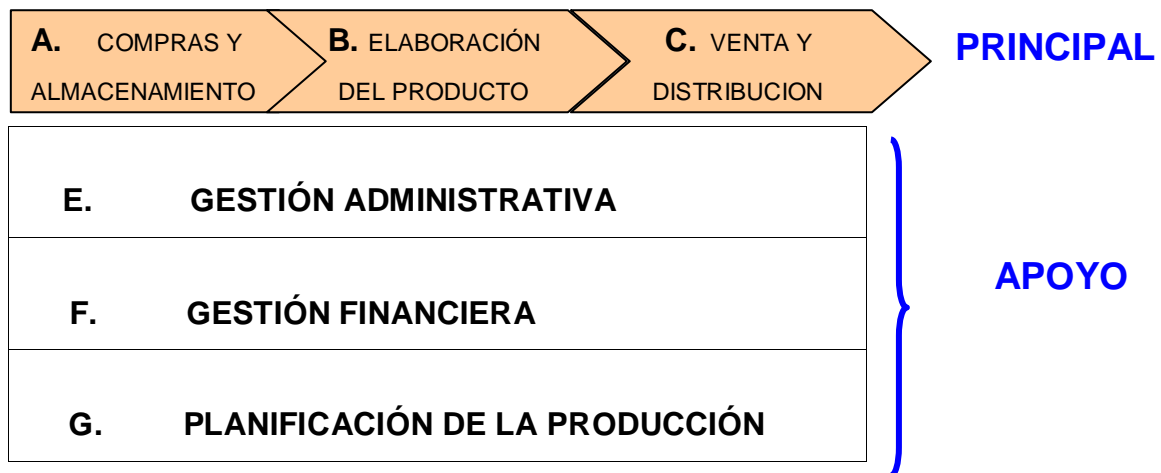 A. COMPRAS Y
ALMACENAMIENTO
B. ELABORACIÓN
DEL PRODUCTO
C. VENTA Y
DISTRIBUCION
PRINCIPAL
E. GESTIÓN ADMINISTRATIVA
F. GESTIÓN FINANCIERA
G. PLANIFICACIÓN DE LA PRODUCCIÓN
APOYO